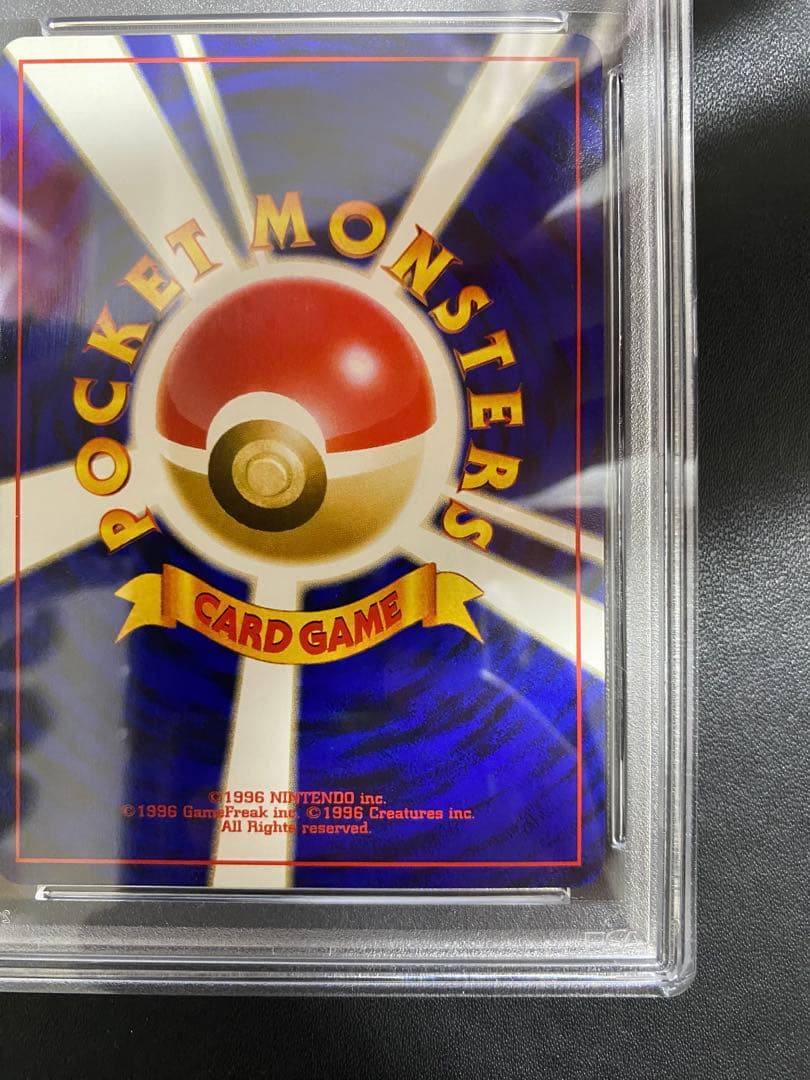 POCKET MONSTERS
CARD GAME
©1996 NINTENDO inc.
©1996 GameFreak inc. ©1996 Creatures inc.
All Rights reserved.